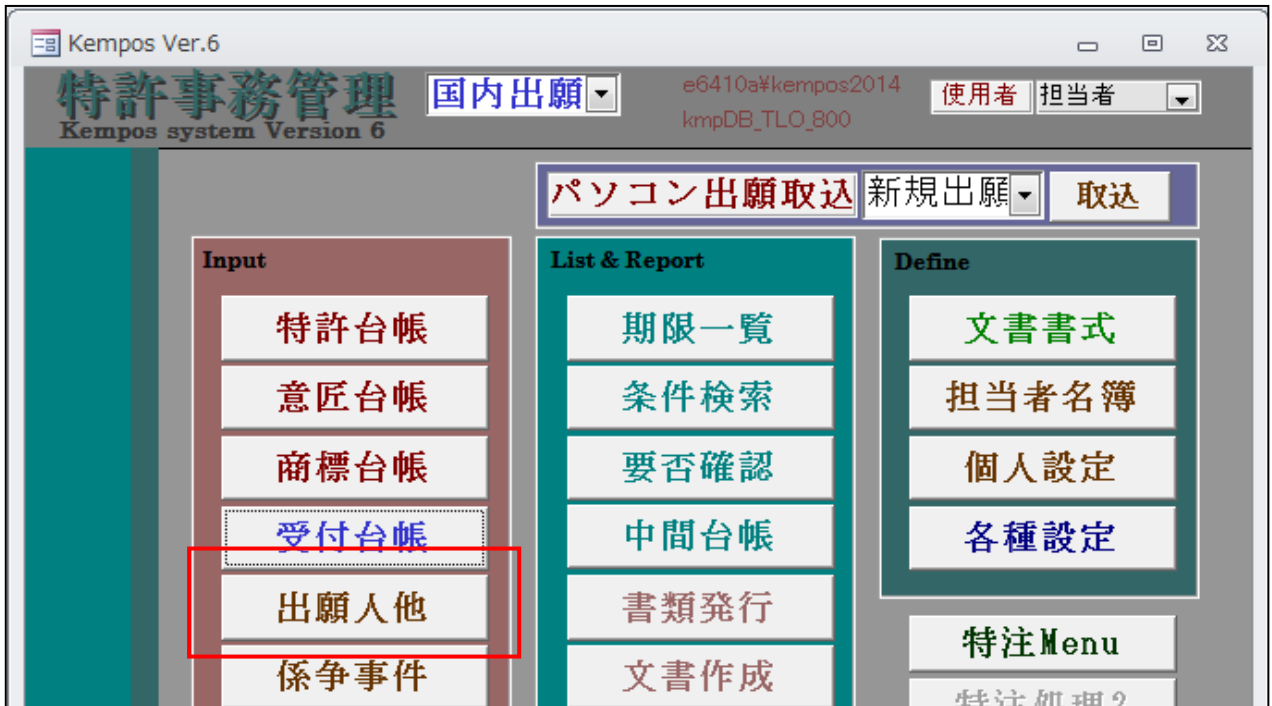 Kempos Ver.6
特許事務管理
Kempos system Version 6
国内出願
e6410a¥kempos2014
kmpDB_TLO_800
使用者 担当者
パソコン出願取込 新規出願 取込
Input
特許台帳
意匠台帳
商標台帳
受付台帳
出願人他
係争事件
List & Report
期限一覧
条件検索
要否確認
中間台帳
書類発行
文書作成
Define
文書書式
担当者名簿
個人設定
各種設定
特注Menu
特注処理2